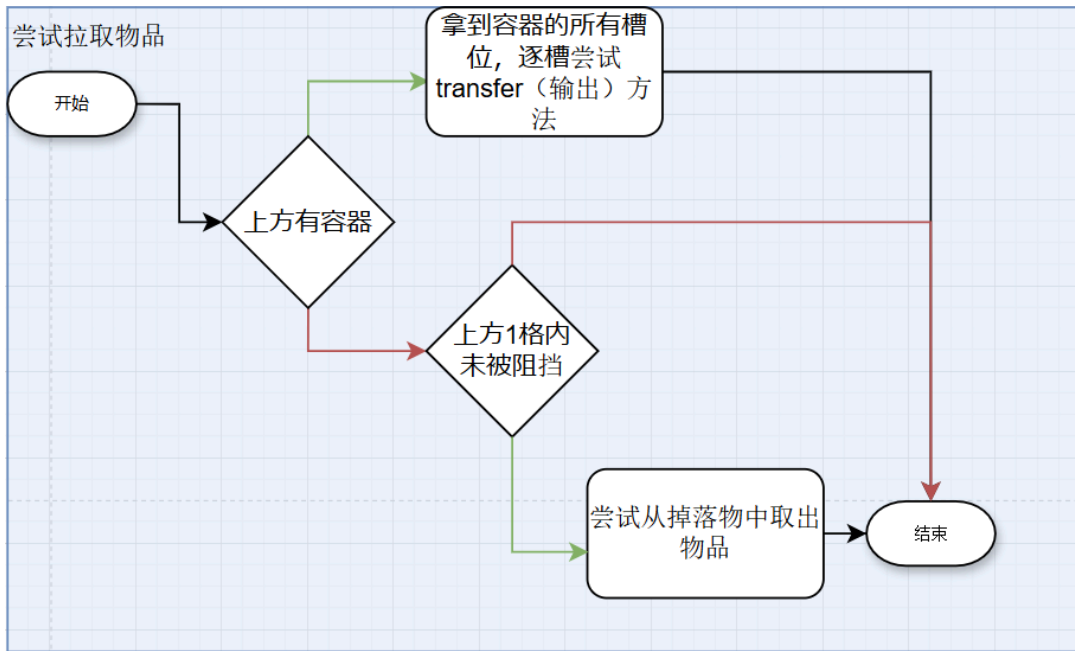 尝试拉取物品
开始
拿到容器的所有槽
位，逐槽尝试
transfer（输出）方
法
上方有容器
上方1格内
未被阻挡
尝试从掉落物中取出
物品
结束